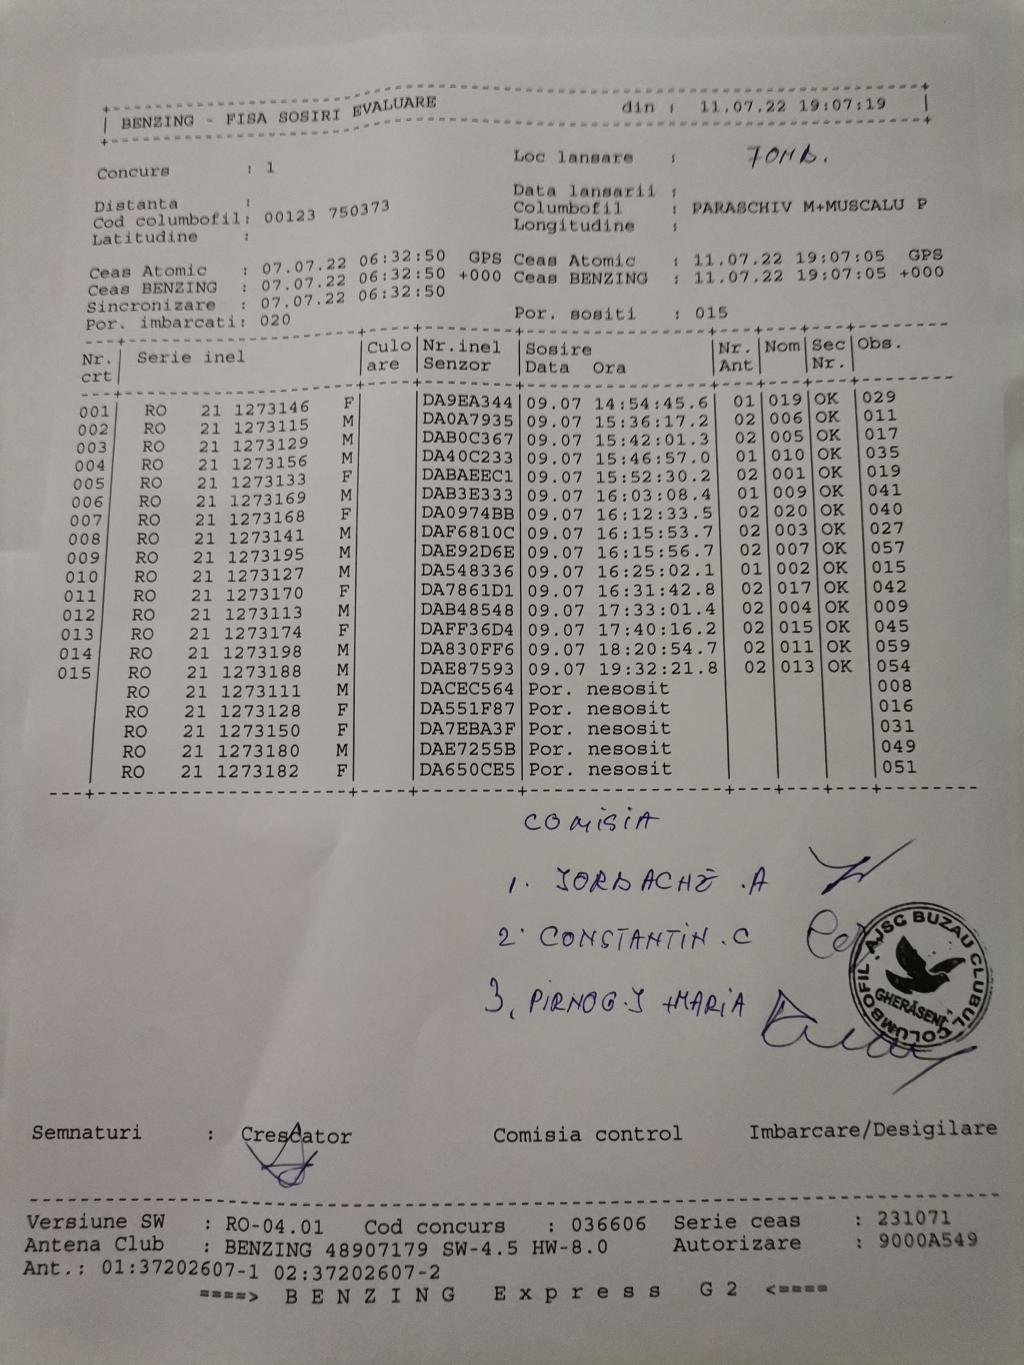 BENZING - FISA SOSIRI EVALUARE din : 11.07.22 19:07:19
Concurs : 1 Loc lansare : TOMB.
Distanta : Data lansarii :
Cod columbofil: 00123 750373 Columbofil : PARASCHIV M+MUSCALU P
Latitudine : Longitudine :
Ceas Atomic : 07.07.22 06:32:50 GPS Ceas Atomic : 11.07.22 19:07:05 GPS
Ceas BENZING : 07.07.22 06:32:50 +000 Ceas BENZING : 11.07.22 19:07:05 +000
Sincronizare : 07.07.22 06:32:50
Por. imbarcati: 020 Por. sositi : 015
Nr. Serie inel Culo Nr.inel Sosire Nr. Nom Sec Obs.
crt are Senzor Data Ora Ant Nr.
001 RO 21 1273146 F DA9EA344 09.07 14:54:45.6 01 019 OK 029
002 RO 21 1273115 M DA0A7935 09.07 15:36:17.2 02 006 OK 011
003 RO 21 1273129 M DAB0C367 09.07 15:42:01.3 02 005 OK 017
004 RO 21 1273156 M DA40C233 09.07 15:46:57.0 01 010 OK 035
005 RO 21 1273133 F DABAEEC1 09.07 15:52:30.2 02 001 OK 019
006 RO 21 1273169 M DAB3E333 09.07 16:03:08.4 01 009 OK 041
007 RO 21 1273168 F DA0974BB 09.07 16:12:33.5 02 020 OK 040
008 RO 21 1273141 M DAF6810C 09.07 16:15:53.7 02 003 OK 027
009 RO 21 1273195 M DAE92D6E 09.07 16:15:56.7 02 007 OK 057
010 RO 21 1273127 M DA548336 09.07 16:25:02.1 01 002 OK 015
011 RO 21 1273170 F DA7861D1 09.07 16:31:42.8 02 017 OK 042
012 RO 21 1273113 M DAB48548 09.07 17:33:01.4 02 004 OK 009
013 RO 21 1273174 F DAFF36D4 09.07 17:40:16.2 02 015 OK 045
014 RO 21 1273198 M DA830FF6 09.07 18:20:54.7 02 011 OK 059
015 RO 21 1273188 M DAE87593 09.07 19:32:21.8 02 013 OK 054
RO 21 1273111 M DACEC564 Por. nesosit 008
RO 21 1273128 F DA551F87 Por. nesosit 016
RO 21 1273150 F DA7EBA3F Por. nesosit 031
RO 21 1273180 M DAE7255B Por. nesosit 049
RO 21 1273182 F DA650CE5 Por. nesosit 051
COMISIA
1. IORDACHE .A
2. CONSTANTIN .C
3, PIRNOG I +MARIA
AJSC BUZAU CLUBUL COLUMBOFIL
GHERĂSENI
Semnaturi : Crescator Comisia control Imbarcare/Desigilare
Versiune SW : RO-04.01 Cod concurs : 036606 Serie ceas : 231071
Antena Club : BENZING 48907179 SW-4.5 HW-8.0 Autorizare : 9000A549
Ant.: 01:37202607-1 02:37202607-2
====> B E N Z I N G E x p r e s s G 2 <====